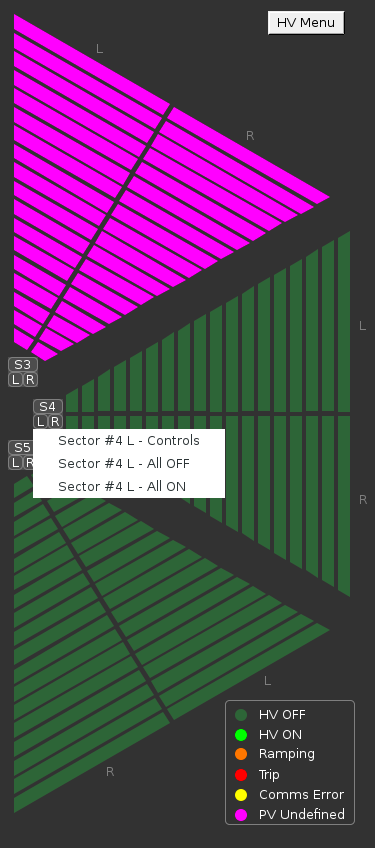 HV Menu
L
R
S3
L R
L
S4
L R
S5
L R
Sector #4 L - Controls
Sector #4 L - All OFF
Sector #4 L - All ON
R
L
R
HV OFF
HV ON
Ramping
Trip
Comms Error
PV Undefined